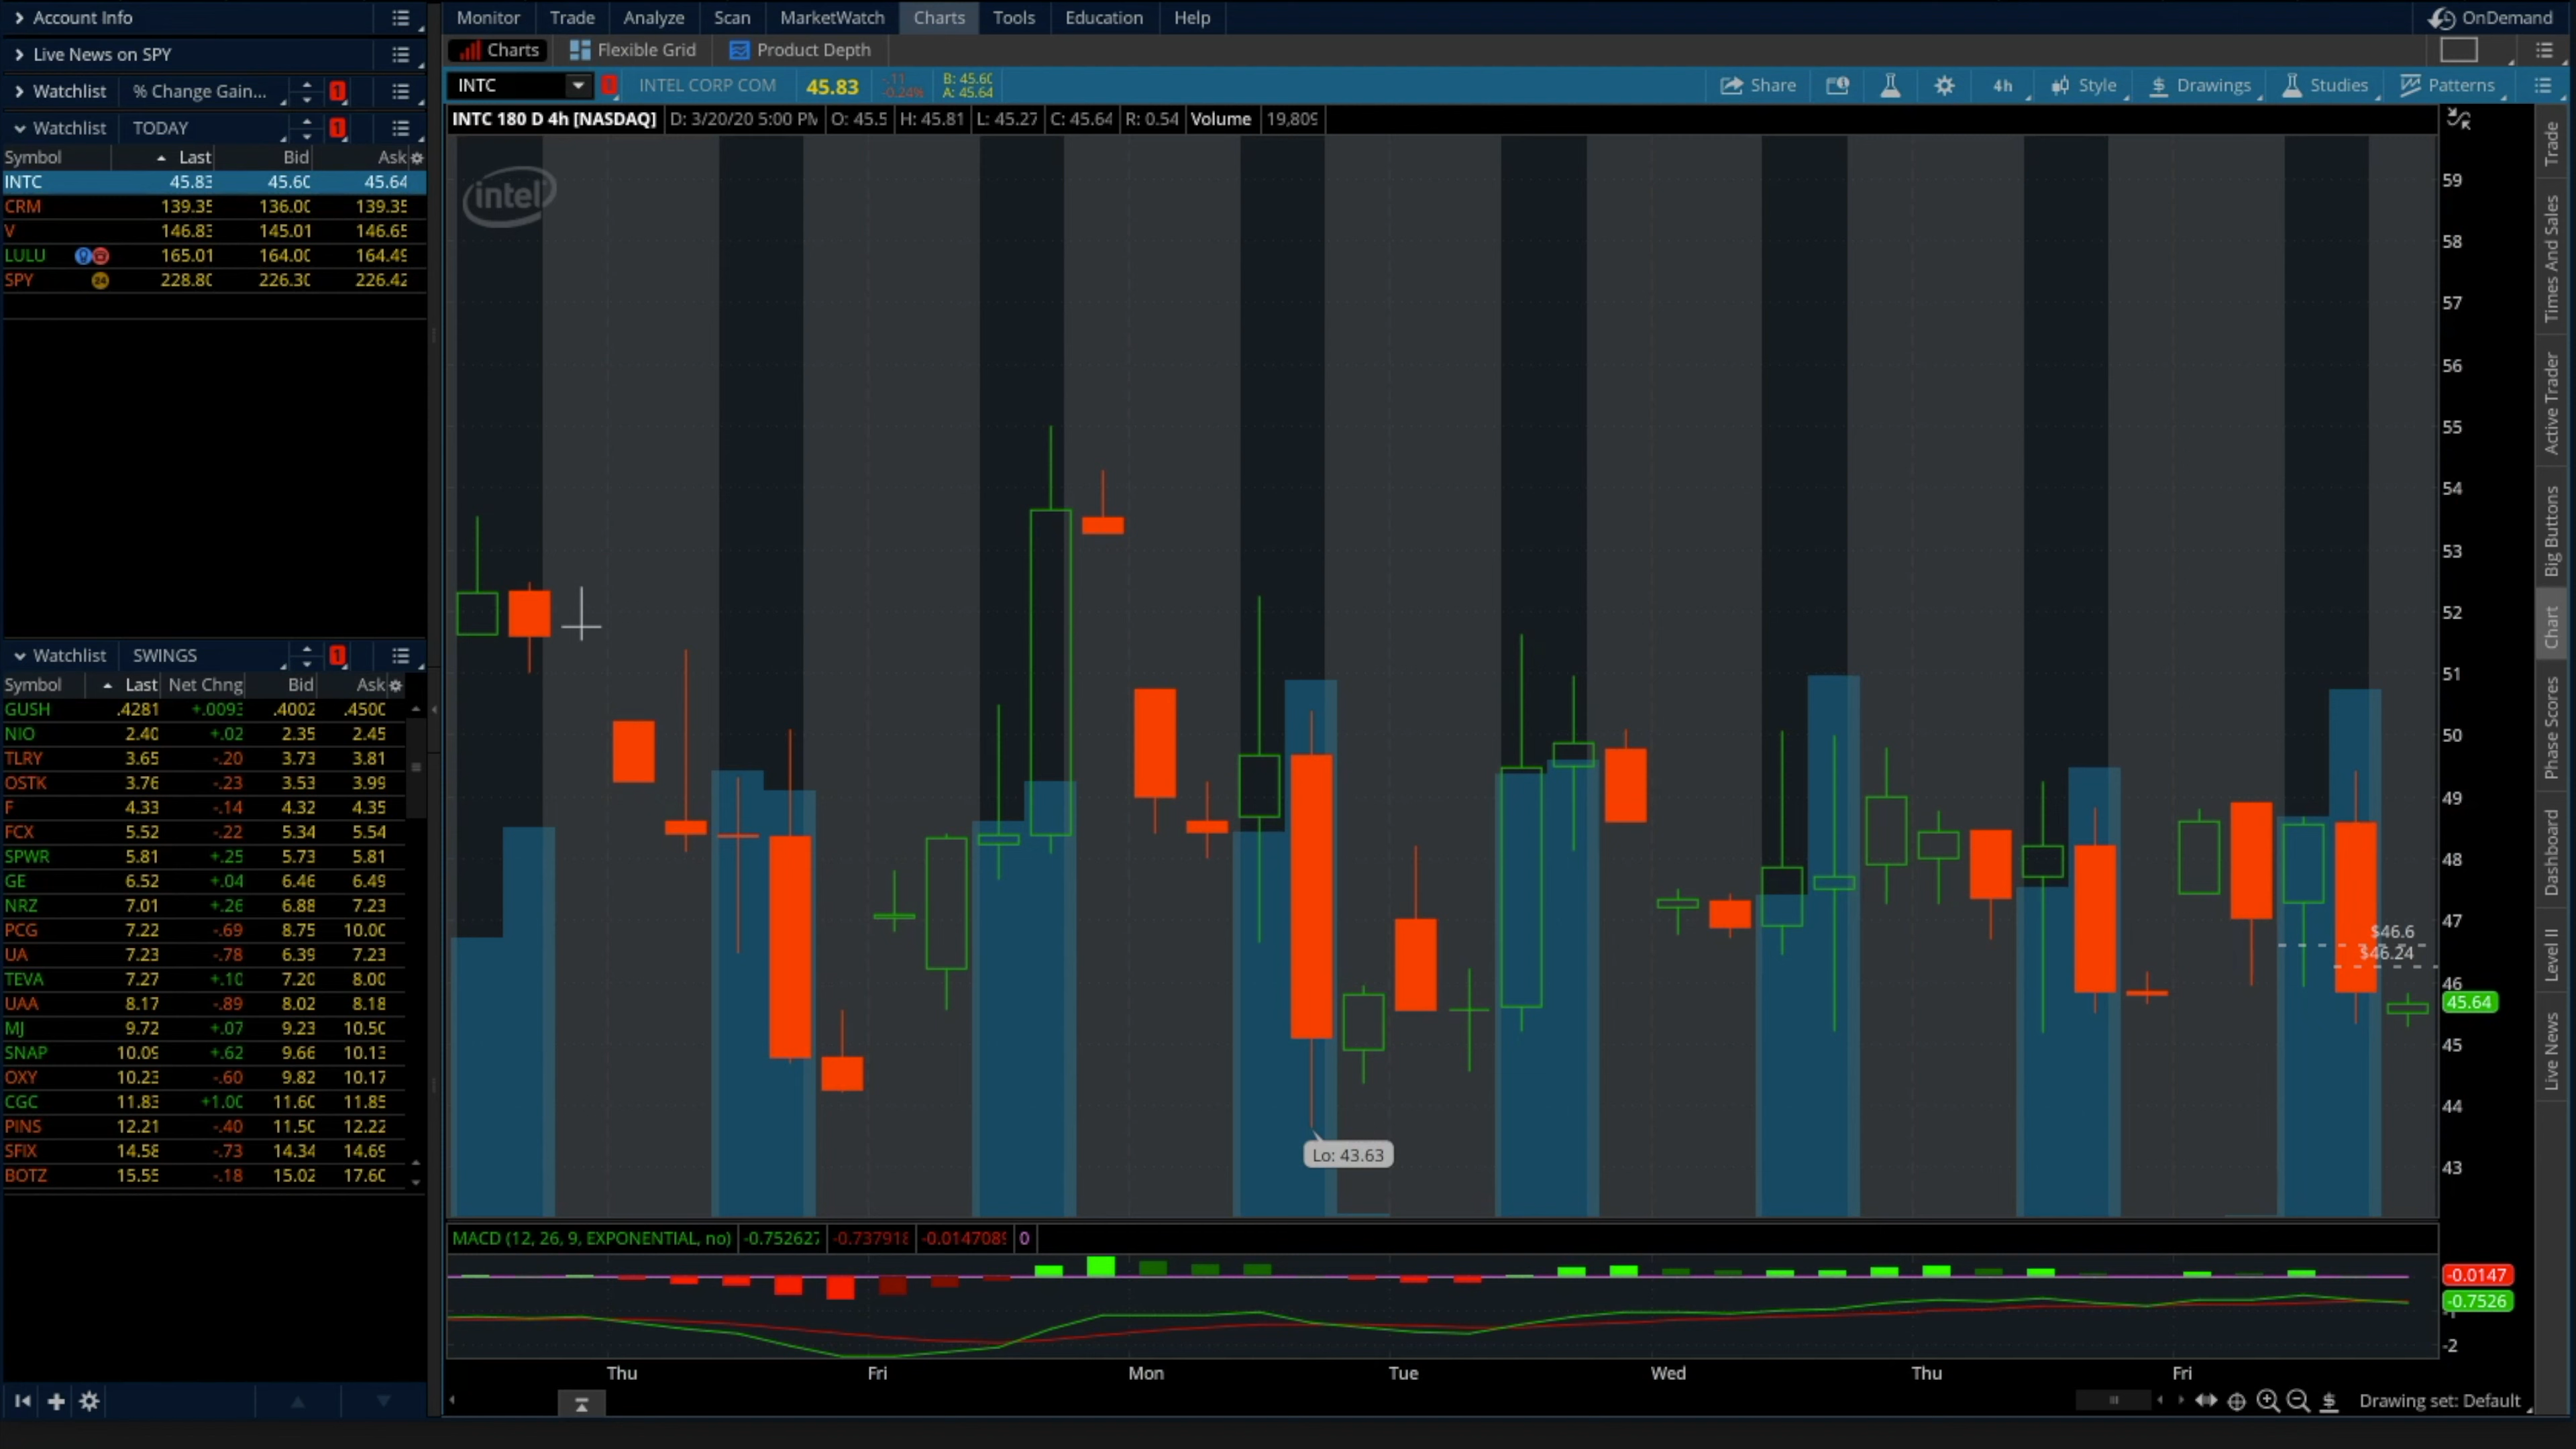 Account Info
Live News on SPY
Watchlist % Change Gain... 1
Watchlist TODAY 1
Symbol Last Bid Ask
INTC 45.83 45.60 45.64
CRM 139.35 136.00 139.35
V 146.83 145.01 146.65
LULU 165.01 164.00 164.49
SPY 228.80 226.30 226.42
Watchlist SWINGS 1
Symbol Last Net Chng Bid Ask
GUSH .4281 +.0093 .4002 .4500
NIO 2.40 +.02 2.35 2.45
TLRY 3.65 -.20 3.73 3.81
OSTK 3.76 -.23 3.53 3.99
F 4.33 -.14 4.32 4.35
FCX 5.52 -.22 5.34 5.54
SPWR 5.81 +.25 5.73 5.81
GE 6.52 +.04 6.46 6.49
NRZ 7.01 +.26 6.88 7.23
PCG 7.22 -.69 8.75 10.00
UA 7.23 -.78 6.39 7.23
TEVA 7.27 +.10 7.20 8.00
UAA 8.17 -.89 8.02 8.18
MJ 9.72 +.07 9.23 10.50
SNAP 10.09 +.62 9.66 10.13
OXY 10.23 -.60 9.82 10.17
CGC 11.83 +1.00 11.60 11.85
PINS 12.21 -.40 11.50 12.22
SFIX 14.58 -.73 14.34 14.69
BOTZ 15.55 -.18 15.02 17.60
Monitor Trade Analyze Scan MarketWatch Charts Tools Education Help OnDemand
Charts Flexible Grid Product Depth
INTC INTEL CORP COM 45.83 -.11 -0.24% B: 45.60 A: 45.64 Share 4h Style Drawings Studies Patterns
INTC 180 D 4h [NASDAQ] D: 3/20/20 5:00 PM O: 45.5 H: 45.81 L: 45.27 C: 45.64 R: 0.54 Volume 19,809
intel
59
58
57
56
55
54
53
52
51
50
49
48
47
46
45.64
45
44
43
$46.6
$46.24
Lo: 43.63
MACD (12, 26, 9, EXPONENTIAL, no) -0.752627 -0.737918 -0.0147089 0
-0.0147
-0.7526
-1
-2
Thu Fri Mon Tue Wed Thu Fri
Drawing set: Default
Trade
Times And Sales
Active Trader
Big Buttons
Chart
Phase Scores
Dashboard
Level II
Live News